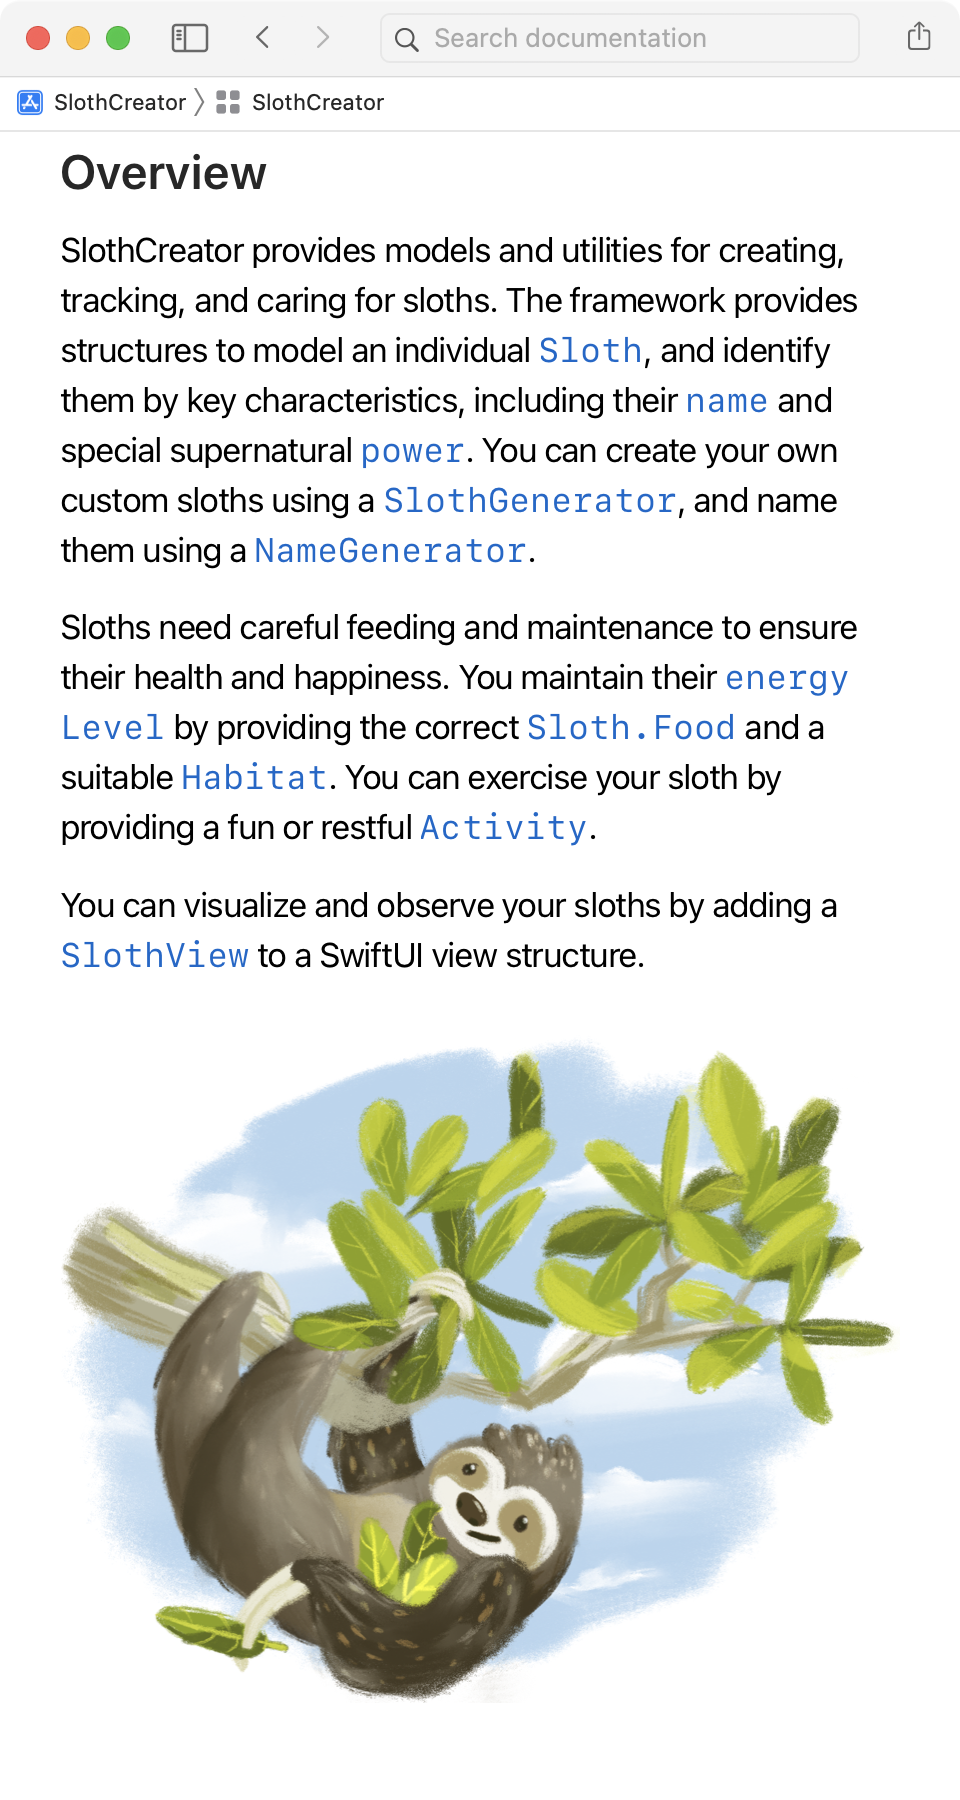 Search documentation
SlothCreator SlothCreator
Overview
SlothCreator provides models and utilities for creating,
tracking, and caring for sloths. The framework provides
structures to model an individual Sloth, and identify
them by key characteristics, including their name and
special supernatural power. You can create your own
custom sloths using a SlothGenerator, and name
them using a NameGenerator.
Sloths need careful feeding and maintenance to ensure
their health and happiness. You maintain their energy
Level by providing the correct Sloth.Food and a
suitable Habitat. You can exercise your sloth by
providing a fun or restful Activity.
You can visualize and observe your sloths by adding a
SlothView to a SwiftUI view structure.